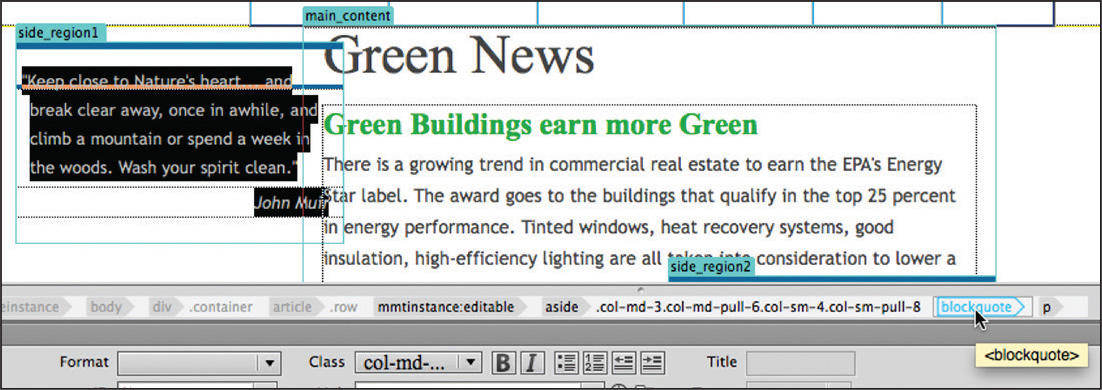 main_content
side_region1
Green News
"Keep close to Nature's heart... and
break clear away, once in awhile, and
climb a mountain or spend a week in
the woods. Wash your spirit clean."
John Muir
Green Buildings earn more Green
There is a growing trend in commercial real estate to earn the EPA's Energy
Star label. The award goes to the buildings that qualify in the top 25 percent
in energy performance. Tinted windows, heat recovery systems, good
insulation, high-efficiency lighting are all taken into consideration to lower a
side_region2
einstance body div .container article .row mmtinstance:editable aside .col-md-3.col-md-pull-6.col-sm-4.col-sm-pull-8 blockquote p
<blockquote>
Format Class col-md-... B I Title